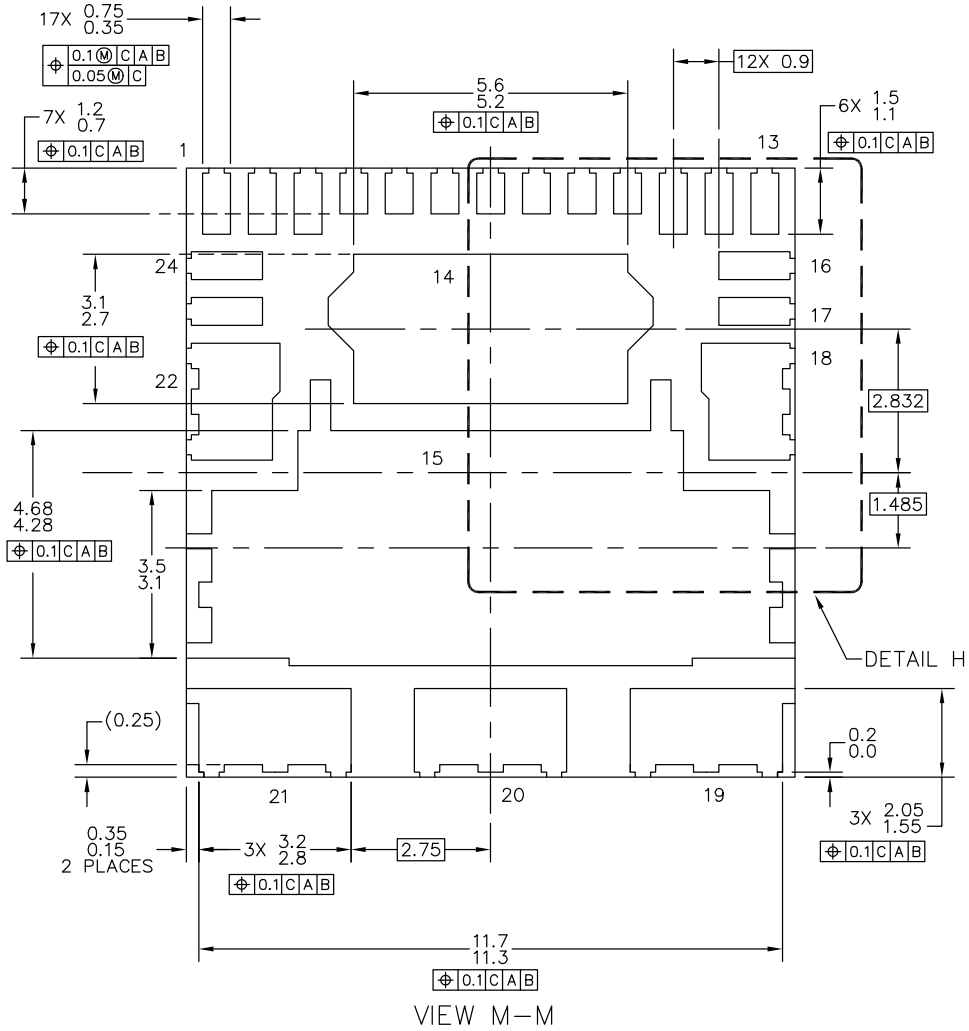 17X 0.75
0.35
⌖ 0.1Ⓜ C A B
0.05Ⓜ C
7X 1.2
0.7
⌖ 0.1 C A B
1
5.6
5.2
⌖ 0.1 C A B
12X 0.9
6X 1.5
1.1
⌖ 0.1 C A B
13
24
14
16
3.1
2.7
⌖ 0.1 C A B
17
22
18
2.832
15
4.68
4.28
⌖ 0.1 C A B
1.485
3.5
3.1
DETAIL H
(0.25)
0.2
0.0
21
20
19
3X 2.05
1.55
⌖ 0.1 C A B
0.35
0.15
2 PLACES
3X 3.2
2.8
⌖ 0.1 C A B
2.75
11.7
11.3
⌖ 0.1 C A B
VIEW M-M